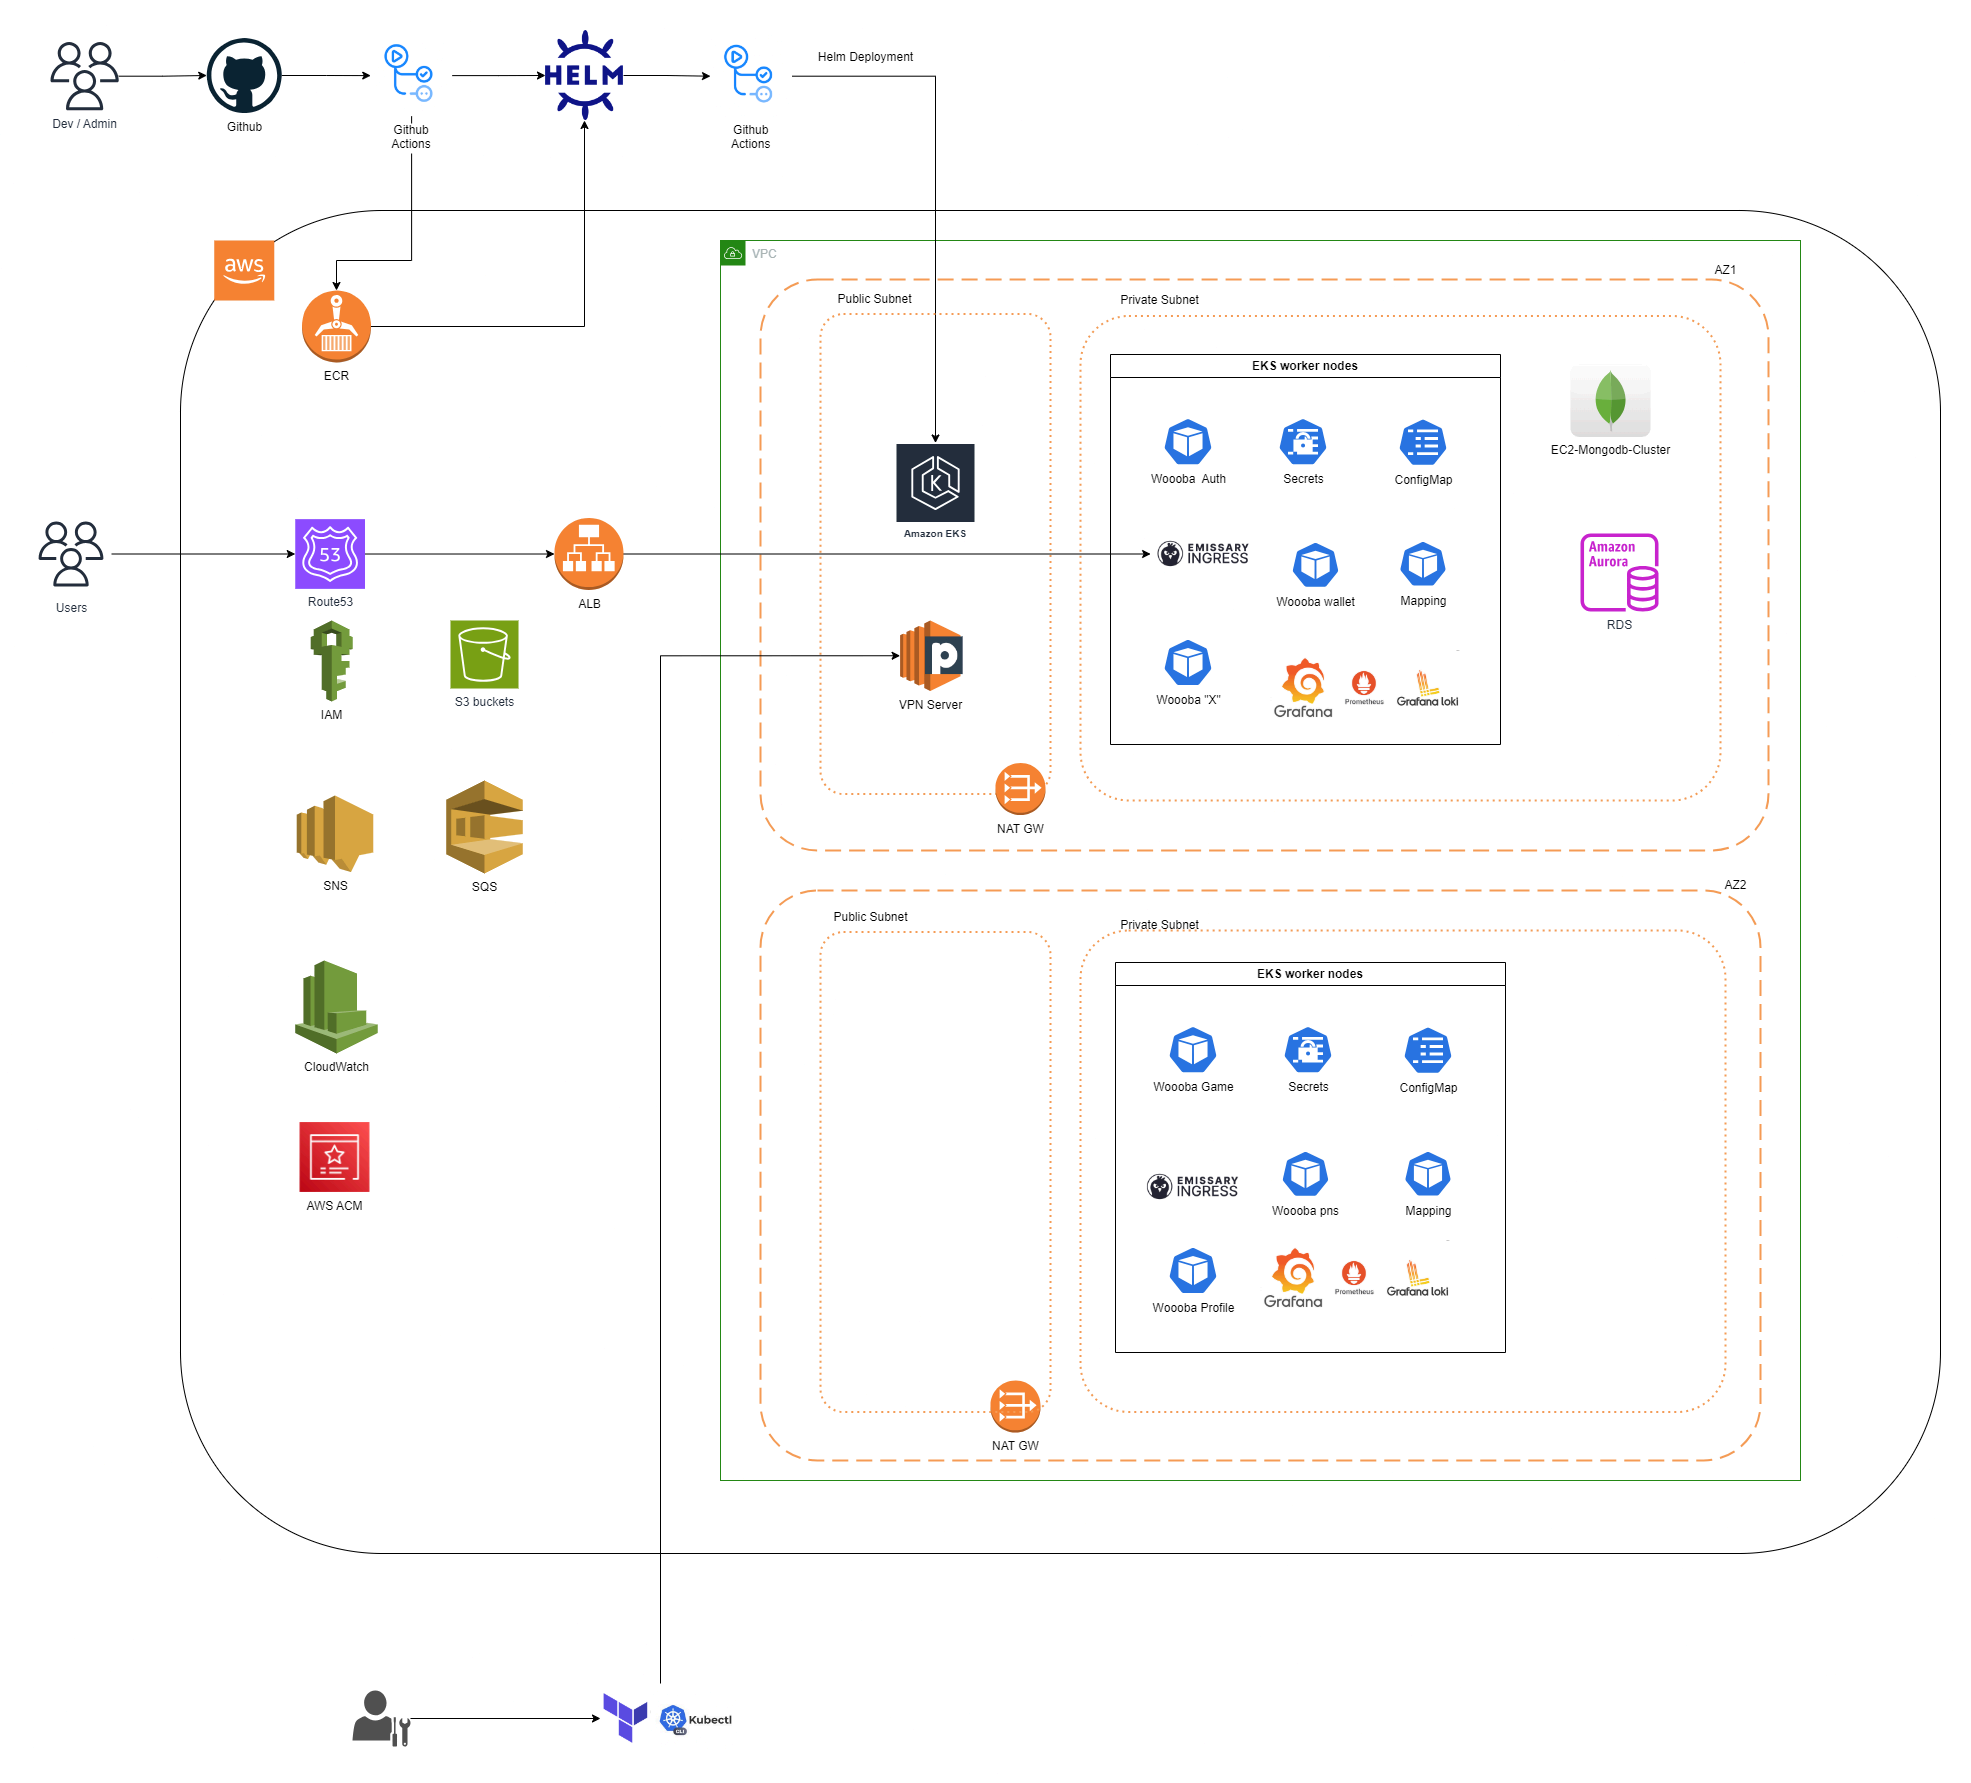 Dev / Admin
Github
Github
Actions
HELM
Github
Actions
Helm Deployment
aws
ECR
VPC
AZ1
Public Subnet
Private Subnet
EKS worker nodes
Woooba  Auth
Secrets
ConfigMap
EC2-Mongodb-Cluster
K
Amazon EKS
Users
53
Route53
ALB
EMISSARY
INGRESS
Woooba wallet
Mapping
Amazon
Aurora
RDS
IAM
S3 buckets
p
VPN Server
Woooba "X"
Grafana
Prometheus
Grafana loki
NAT GW
SNS
SQS
AZ2
Public Subnet
Private Subnet
EKS worker nodes
Woooba Game
Secrets
ConfigMap
CloudWatch
EMISSARY
INGRESS
Woooba pns
Mapping
AWS ACM
Woooba Profile
Grafana
Prometheus
Grafana loki
NAT GW
Kubectl
CLI